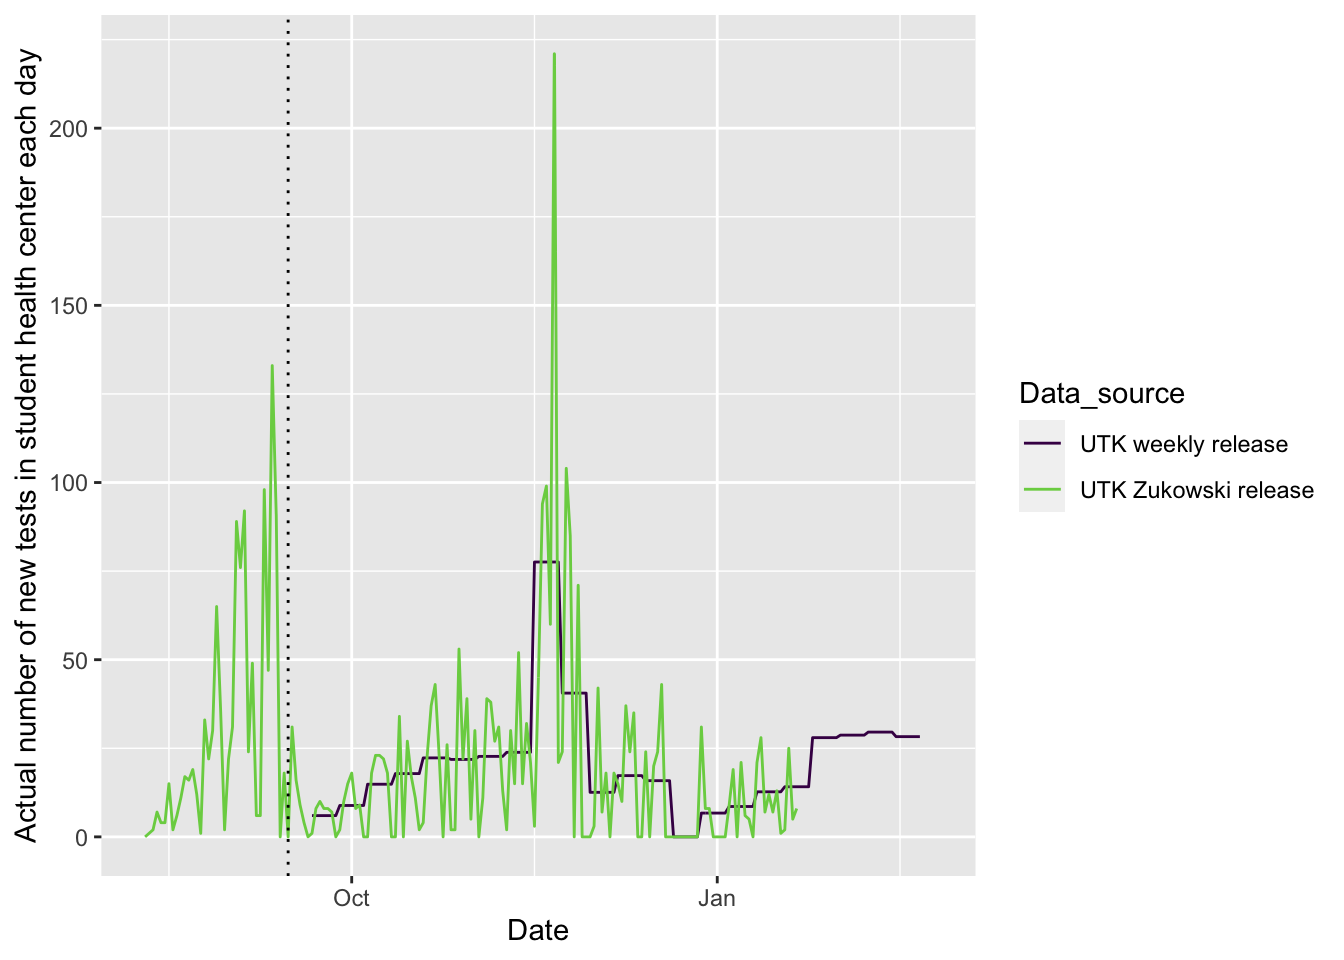 Actual number of new tests in student health center each day
200
150
100
50
0
Oct
Jan
Date
Data_source
UTK weekly release
UTK Zukowski release